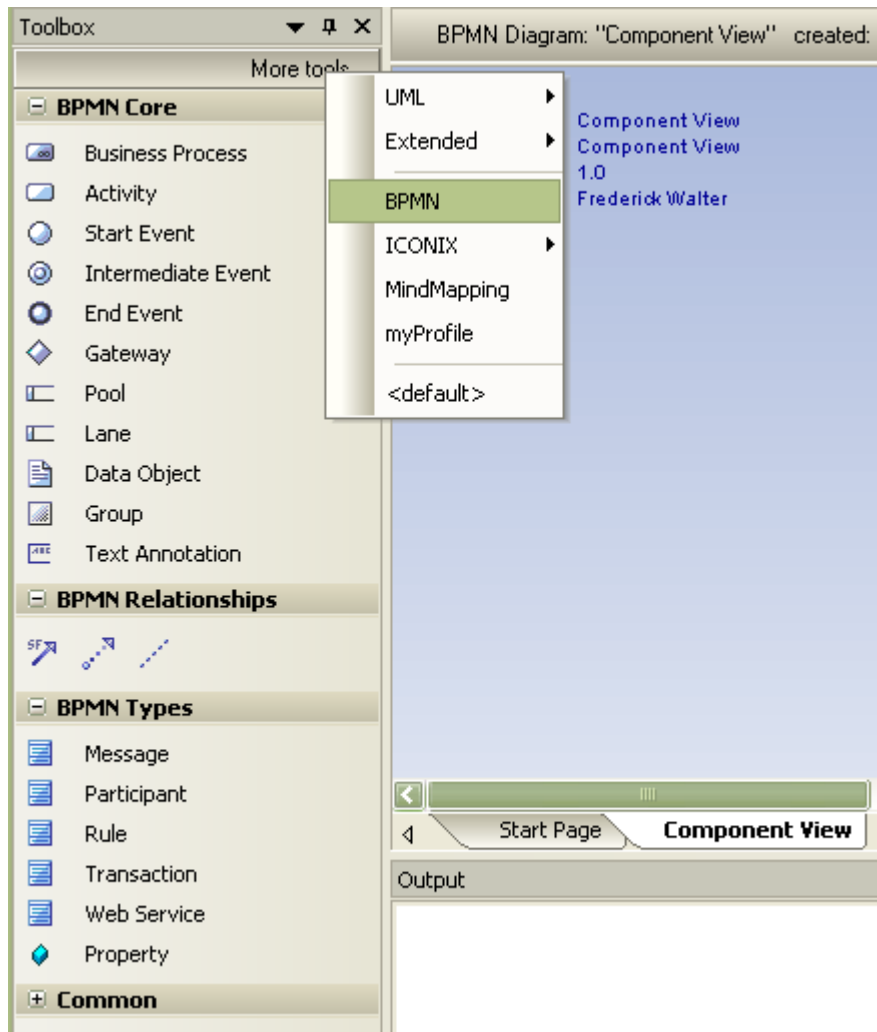 Toolbox
More tools...
BPMN Core
Business Process
Activity
Start Event
Intermediate Event
End Event
Gateway
Pool
Lane
Data Object
Group
Text Annotation
BPMN Relationships
SF
BPMN Types
Message
Participant
Rule
Transaction
Web Service
Property
Common
UML
Extended
BPMN
ICONIX
MindMapping
myProfile
<default>
BPMN Diagram: "Component View" created:
Component View
Component View
1.0
Frederick Walter
Start Page
Component View
Output